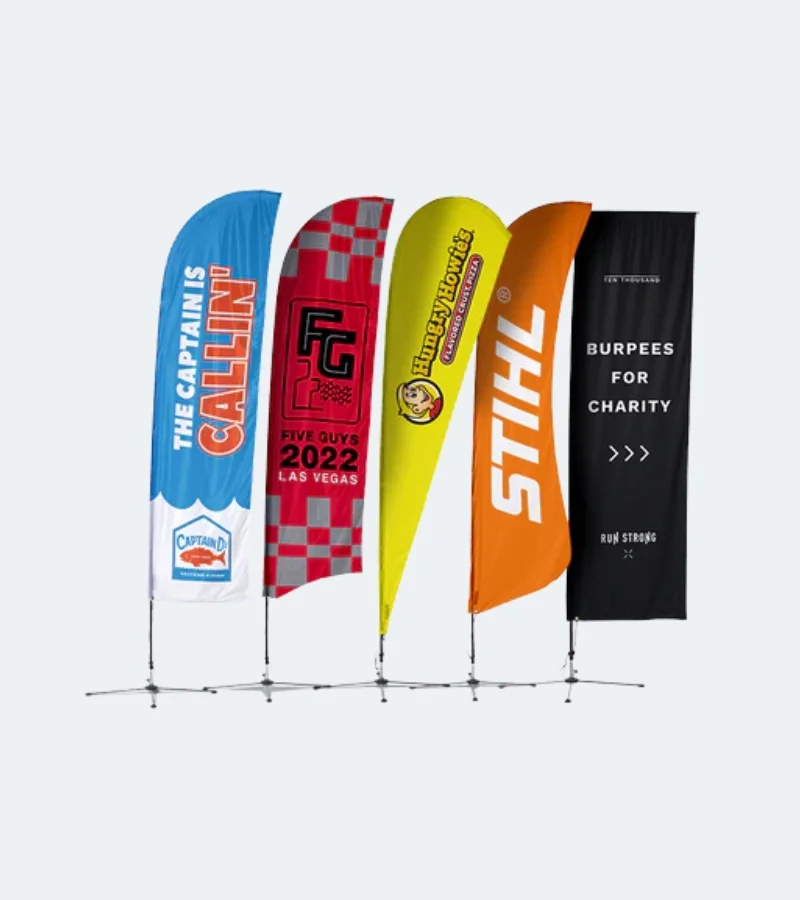 THE CAPTAIN IS
CALLIN'
CAPTAIN D's
FG
FIVE GUYS
2022
LAS VEGAS
Hungry Howie's®
FLAVORED CRUST PIZZA
STIHL®
TEN THOUSAND
BURPEES
FOR
CHARITY
>>>
RUN STRONG